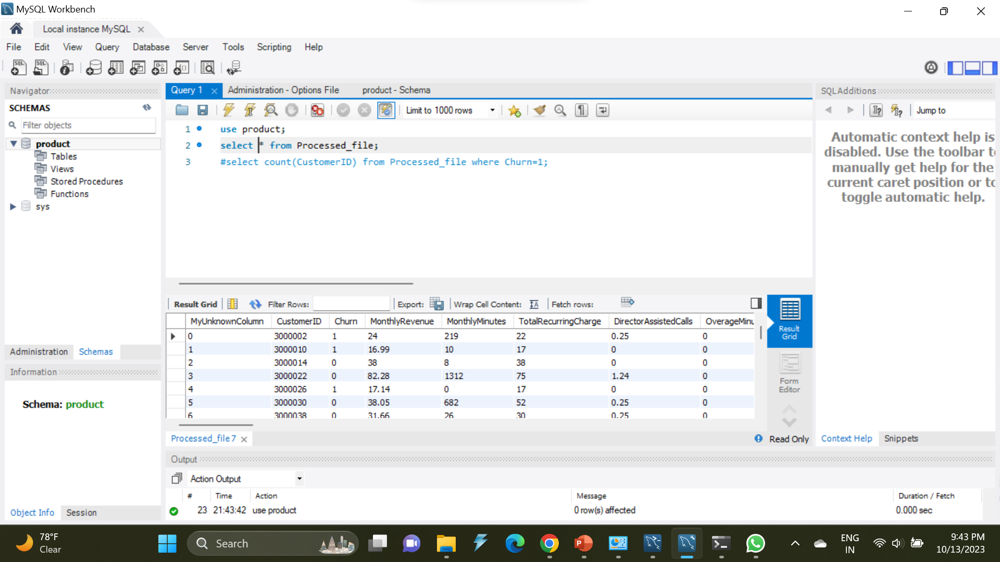 MySQL Workbench
Local instance MySQL
File Edit View Query Database Server Tools Scripting Help
Navigator
SCHEMAS
Filter objects
product
Tables
Views
Stored Procedures
Functions
sys
Administration Schemas
Information
Schema: product
Object Info Session
Query 1 Administration - Options File product - Schema
Limit to 1000 rows
1 use product;
2 select * from Processed_file;
3 #select count(CustomerID) from Processed_file where Churn=1;
Result Grid Filter Rows: Export: Wrap Cell Content: Fetch rows:
MyUnknownColumn CustomerID Churn MonthlyRevenue MonthlyMinutes TotalRecurringCharge DirectorAssistedCalls OverageMinu
0 3000002 1 24 219 22 0.25 0
1 3000010 1 16.99 10 17 0 0
2 3000014 0 38 8 38 0 0
3 3000022 0 82.28 1312 75 1.24 0
4 3000026 1 17.14 0 17 0 0
5 3000030 0 38.05 682 52 0.25 0
6 3000038 0 31.66 26 30 0.25 0
Result
Grid
Form
Editor
Processed_file 7
Read Only
SQLAdditions
Jump to
Automatic context help is
disabled. Use the toolbar to
manually get help for the
current caret position or to
toggle automatic help.
Context Help Snippets
Output
Action Output
# Time Action Message Duration / Fetch
23 21:43:42 use product 0 row(s) affected 0.000 sec
78°F
Clear
Search
ENG
IN
9:43 PM
10/13/2023